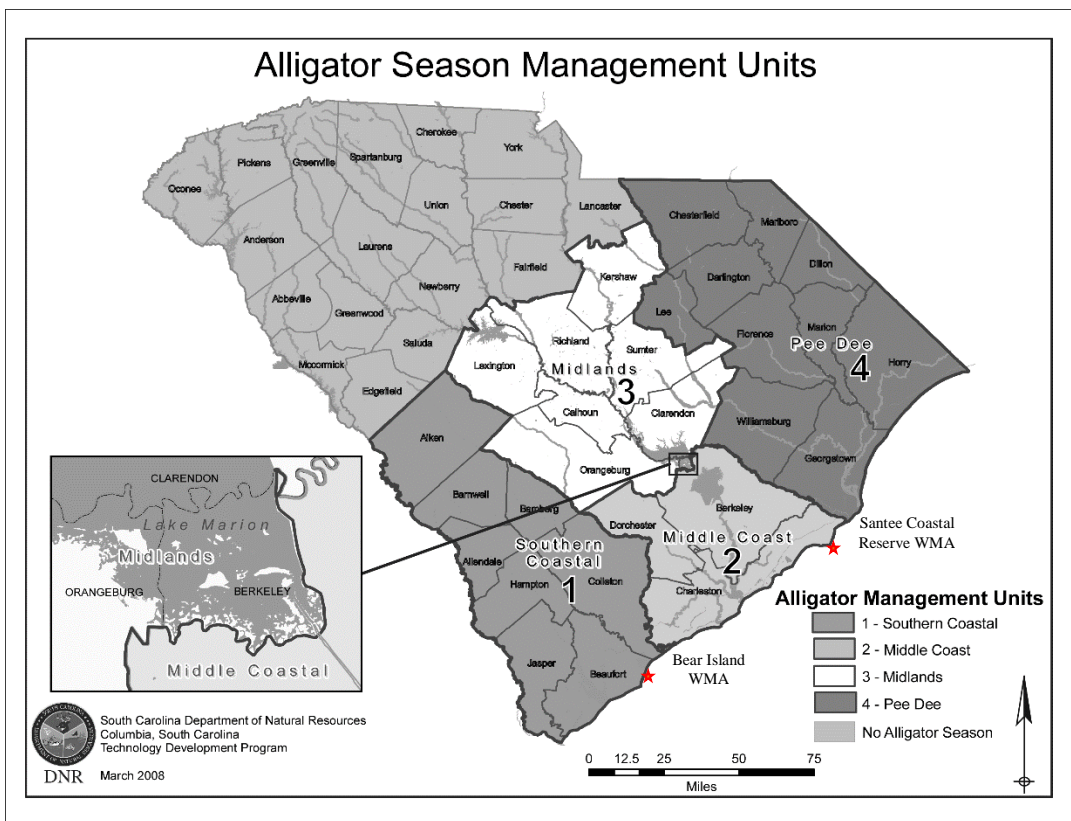 Alligator Season Management Units
Cherokee
York
Pickens
Greenville
Spartanburg
Oconee
Union
Chester
Lancaster
Chesterfield
Marlboro
Anderson
Laurens
Fairfield
Kershaw
Darlington
Dillon
Abbeville
Newberry
Greenwood
Lee
Marion
Florence
Pee Dee
4
Horry
Saluda
Richland
Sumter
Mccormick
Lexington
Midlands
3
Edgefield
Calhoun
Clarendon
Williamsburg
Aiken
Orangeburg
Georgetown
Barnwell
Bamberg
Berkeley
Dorchester
Middle Coast
2
Santee Coastal
Reserve WMA
Southern
Coastal
1
Allendale
Hampton
Colleton
Charleston
Jasper
Beaufort
Bear Island
WMA
CLARENDON
Lake Marion
Midlands
ORANGEBURG
BERKELEY
Middle Coastal
Alligator Management Units
1 - Southern Coastal
2 - Middle Coast
3 - Midlands
4 - Pee Dee
No Alligator Season
South Carolina Department of Natural Resources
Columbia, South Carolina
Technology Development Program
DNR
March 2008
0 12.5 25 50 75
Miles